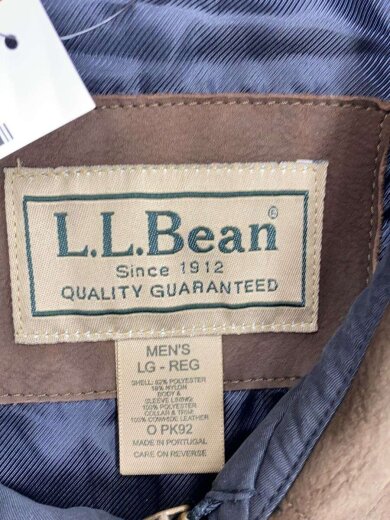 L.L.Bean®
Since 1912
QUALITY GUARANTEED
MEN'S
LG - REG
SHELL: 82% POLYESTER
18% NYLON
BODY &
SLEEVE LINING:
100% POLYESTER
COLLAR & TRIM:
100% COWHIDE LEATHER
O PK92
MADE IN PORTUGAL
CARE ON REVERSE